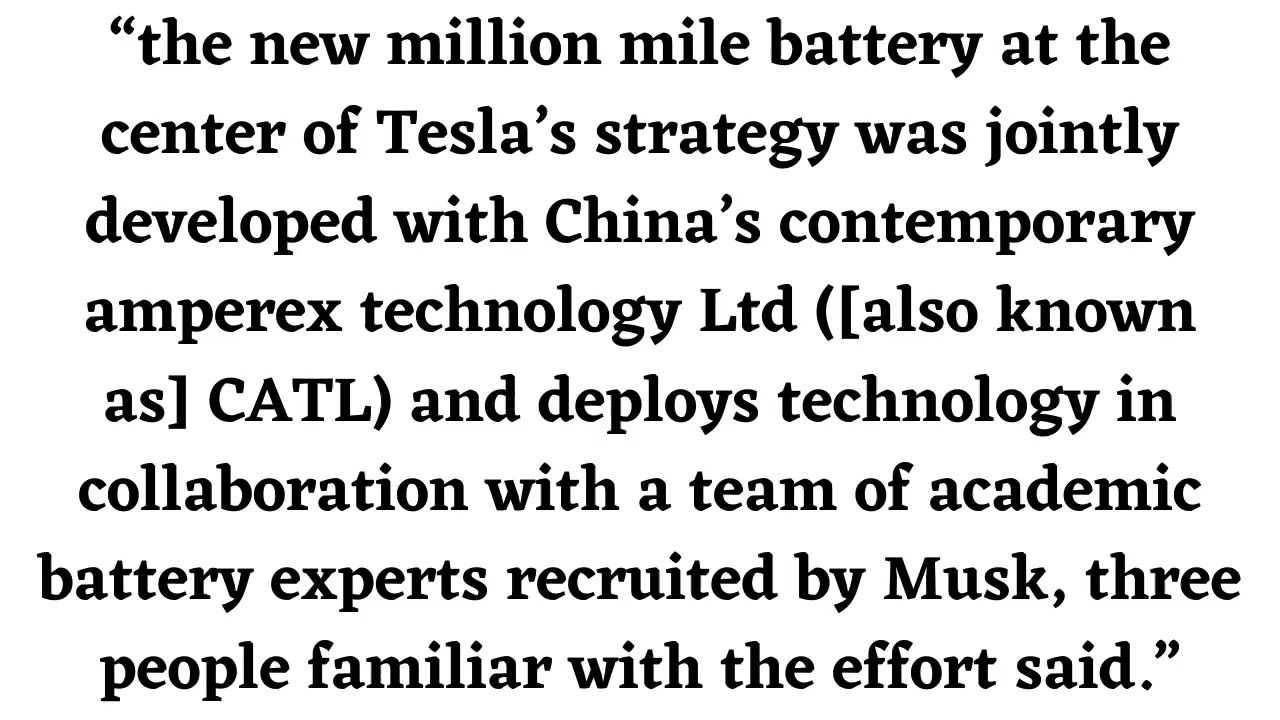 “the new million mile battery at the
center of Tesla’s strategy was jointly
developed with China’s contemporary
amperex technology Ltd ([also known
as] CATL) and deploys technology in
collaboration with a team of academic
battery experts recruited by Musk, three
people familiar with the effort said.”